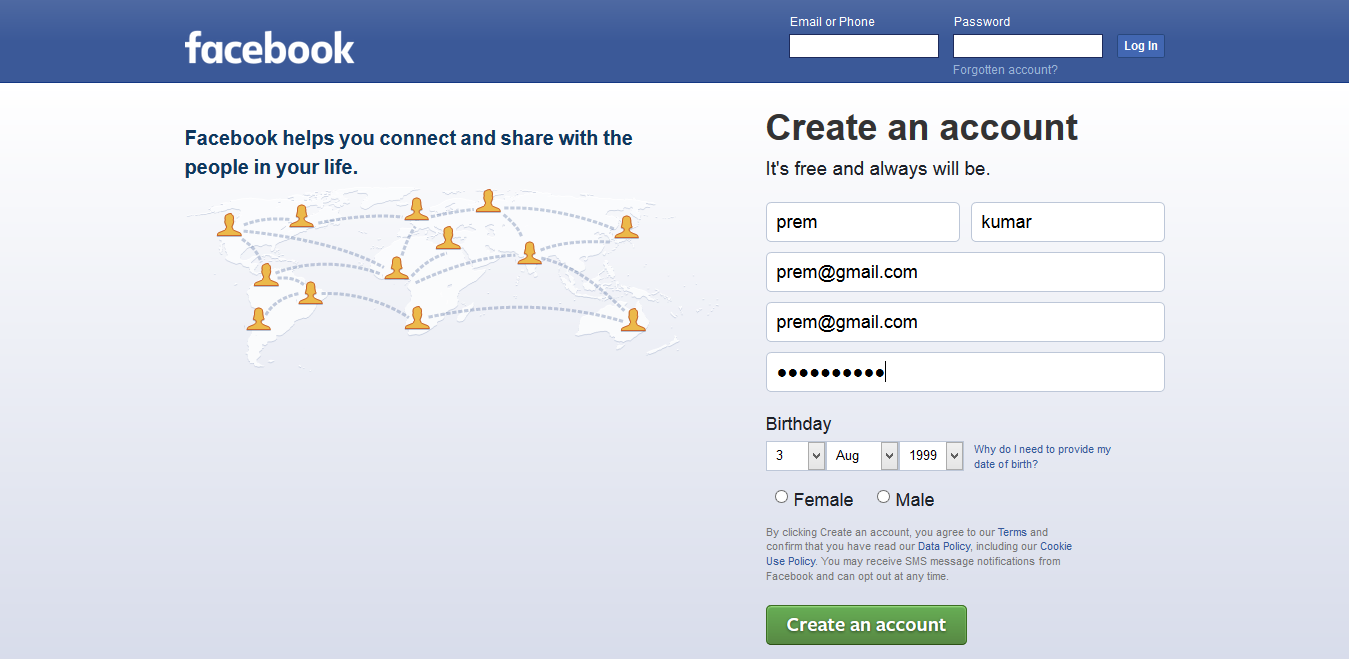 facebook
Email or Phone
Password
Log In
Forgotten account?
Facebook helps you connect and share with the
people in your life.
Create an account
It's free and always will be.
prem
kumar
prem@gmail.com
prem@gmail.com
●●●●●●●●●●
Birthday
3
Aug
1999
Why do I need to provide my
date of birth?
Female
Male
By clicking Create an account, you agree to our Terms and
confirm that you have read our Data Policy, including our Cookie
Use Policy. You may receive SMS message notifications from
Facebook and can opt out at any time.
Create an account